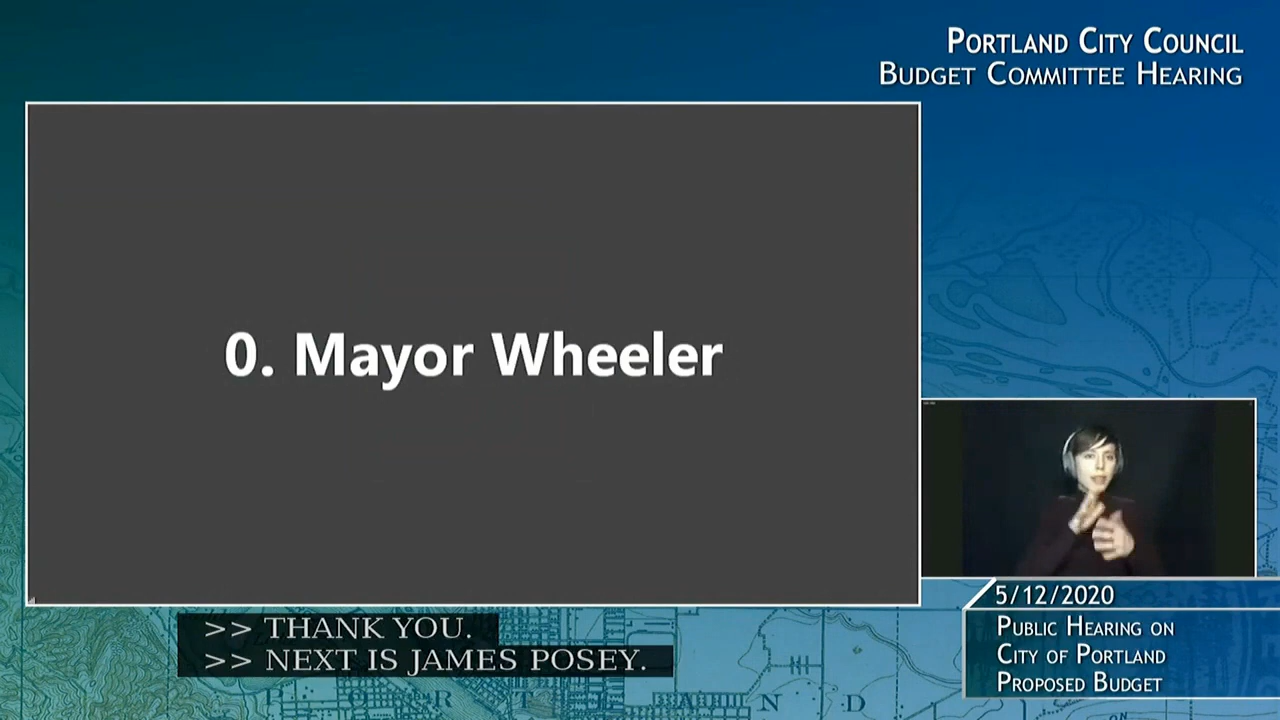 PORTLAND CITY COUNCIL
BUDGET COMMITTEE HEARING
0. Mayor Wheeler
5/12/2020
PUBLIC HEARING ON
CITY OF PORTLAND
PROPOSED BUDGET
>> THANK YOU.
>> NEXT IS JAMES POSEY.